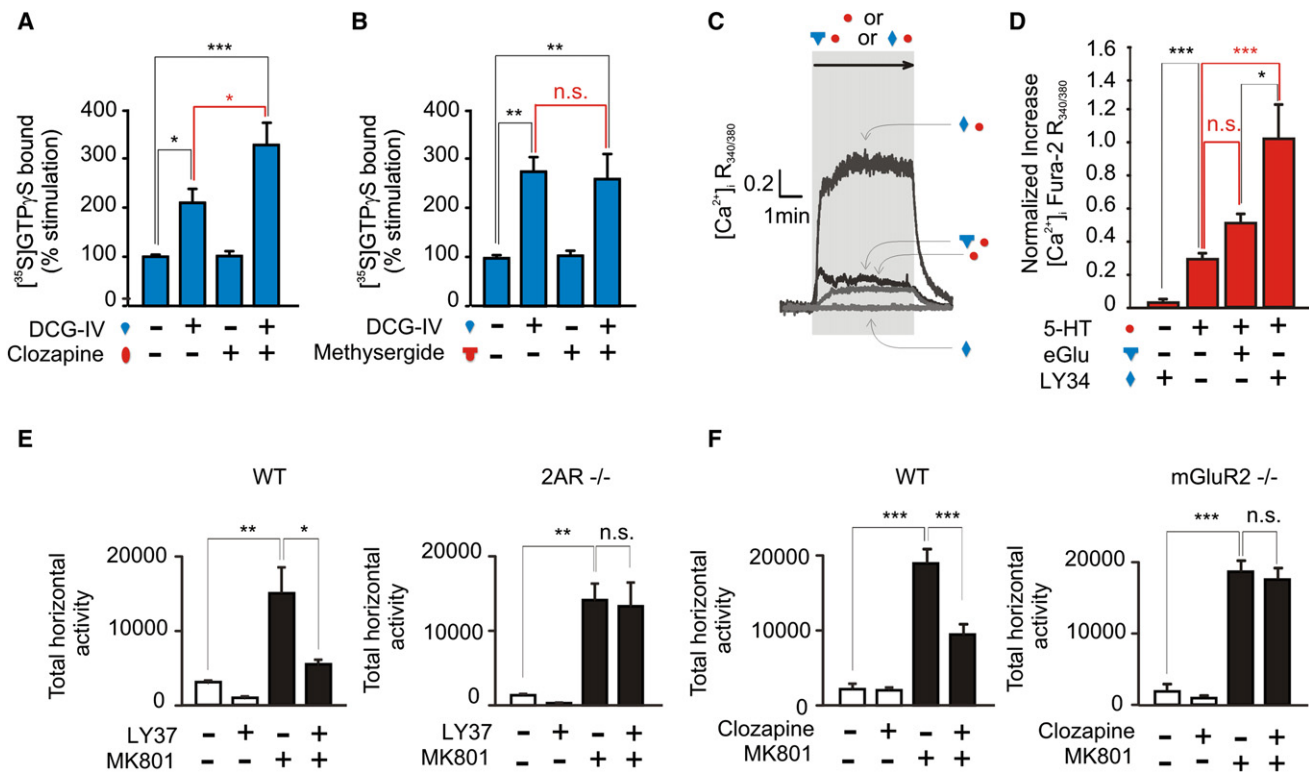 A
***
*
*
400
300
200
100
0
[³⁵S]GTPγS bound
(% stimulation)
DCG-IV − + − +
Clozapine − − + +
B
**
n.s.
**
400
300
200
100
0
[³⁵S]GTPγS bound
(% stimulation)
DCG-IV − + − +
Methysergide − − + +
C
or
or
[Ca²⁺]ᵢ R₃₄₀/₃₈₀
0.2
1min
D
***
***
*
n.s.
1.6
1.4
1.2
1.0
0.8
0.6
0.4
0.2
0
Normalized Increase
[Ca²⁺]ᵢ Fura-2 R₃₄₀/₃₈₀
5-HT − + + +
eGlu − − + −
LY34 + − − +
E
WT
**
*
20000
10000
0
Total horizontal
activity
LY37 − + − +
MK801 − − + +
2AR -/-
**
n.s.
20000
10000
0
Total horizontal
activity
− + − +
− − + +
F
WT
***
***
20000
10000
0
Total horizontal
activity
Clozapine − + − +
MK801 − − + +
mGluR2 -/-
***
n.s.
20000
10000
0
Total horizontal
activity
Clozapine − + − +
MK801 − − + +